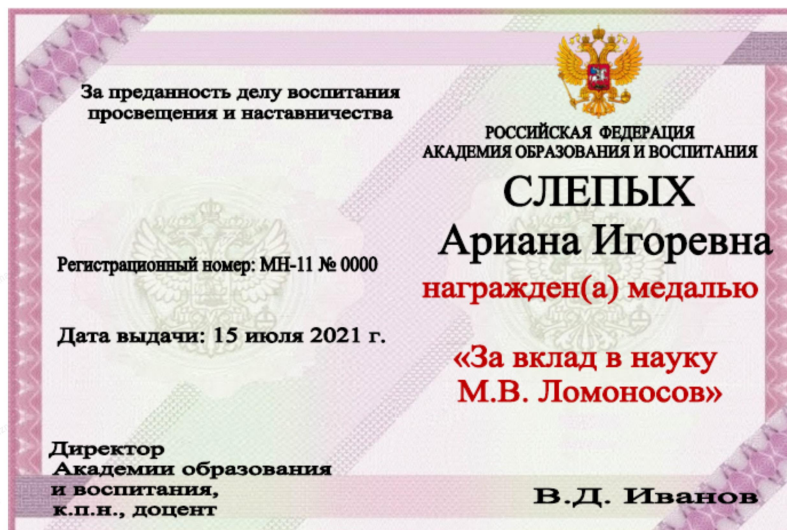 За преданность делу воспитания
просвещения и наставничества
Регистрационный номер: МН-11 № 0000
Дата выдачи: 15 июля 2021 г.
Директор
Академии образования
и воспитания,
к.п.н., доцент
РОССИЙСКАЯ ФЕДЕРАЦИЯ
АКАДЕМИЯ ОБРАЗОВАНИЯ И ВОСПИТАНИЯ
СЛЕПЫХ
Ариана Игоревна
награжден(а) медалью
«За вклад в науку
М.В. Ломоносов»
В.Д. Иванов